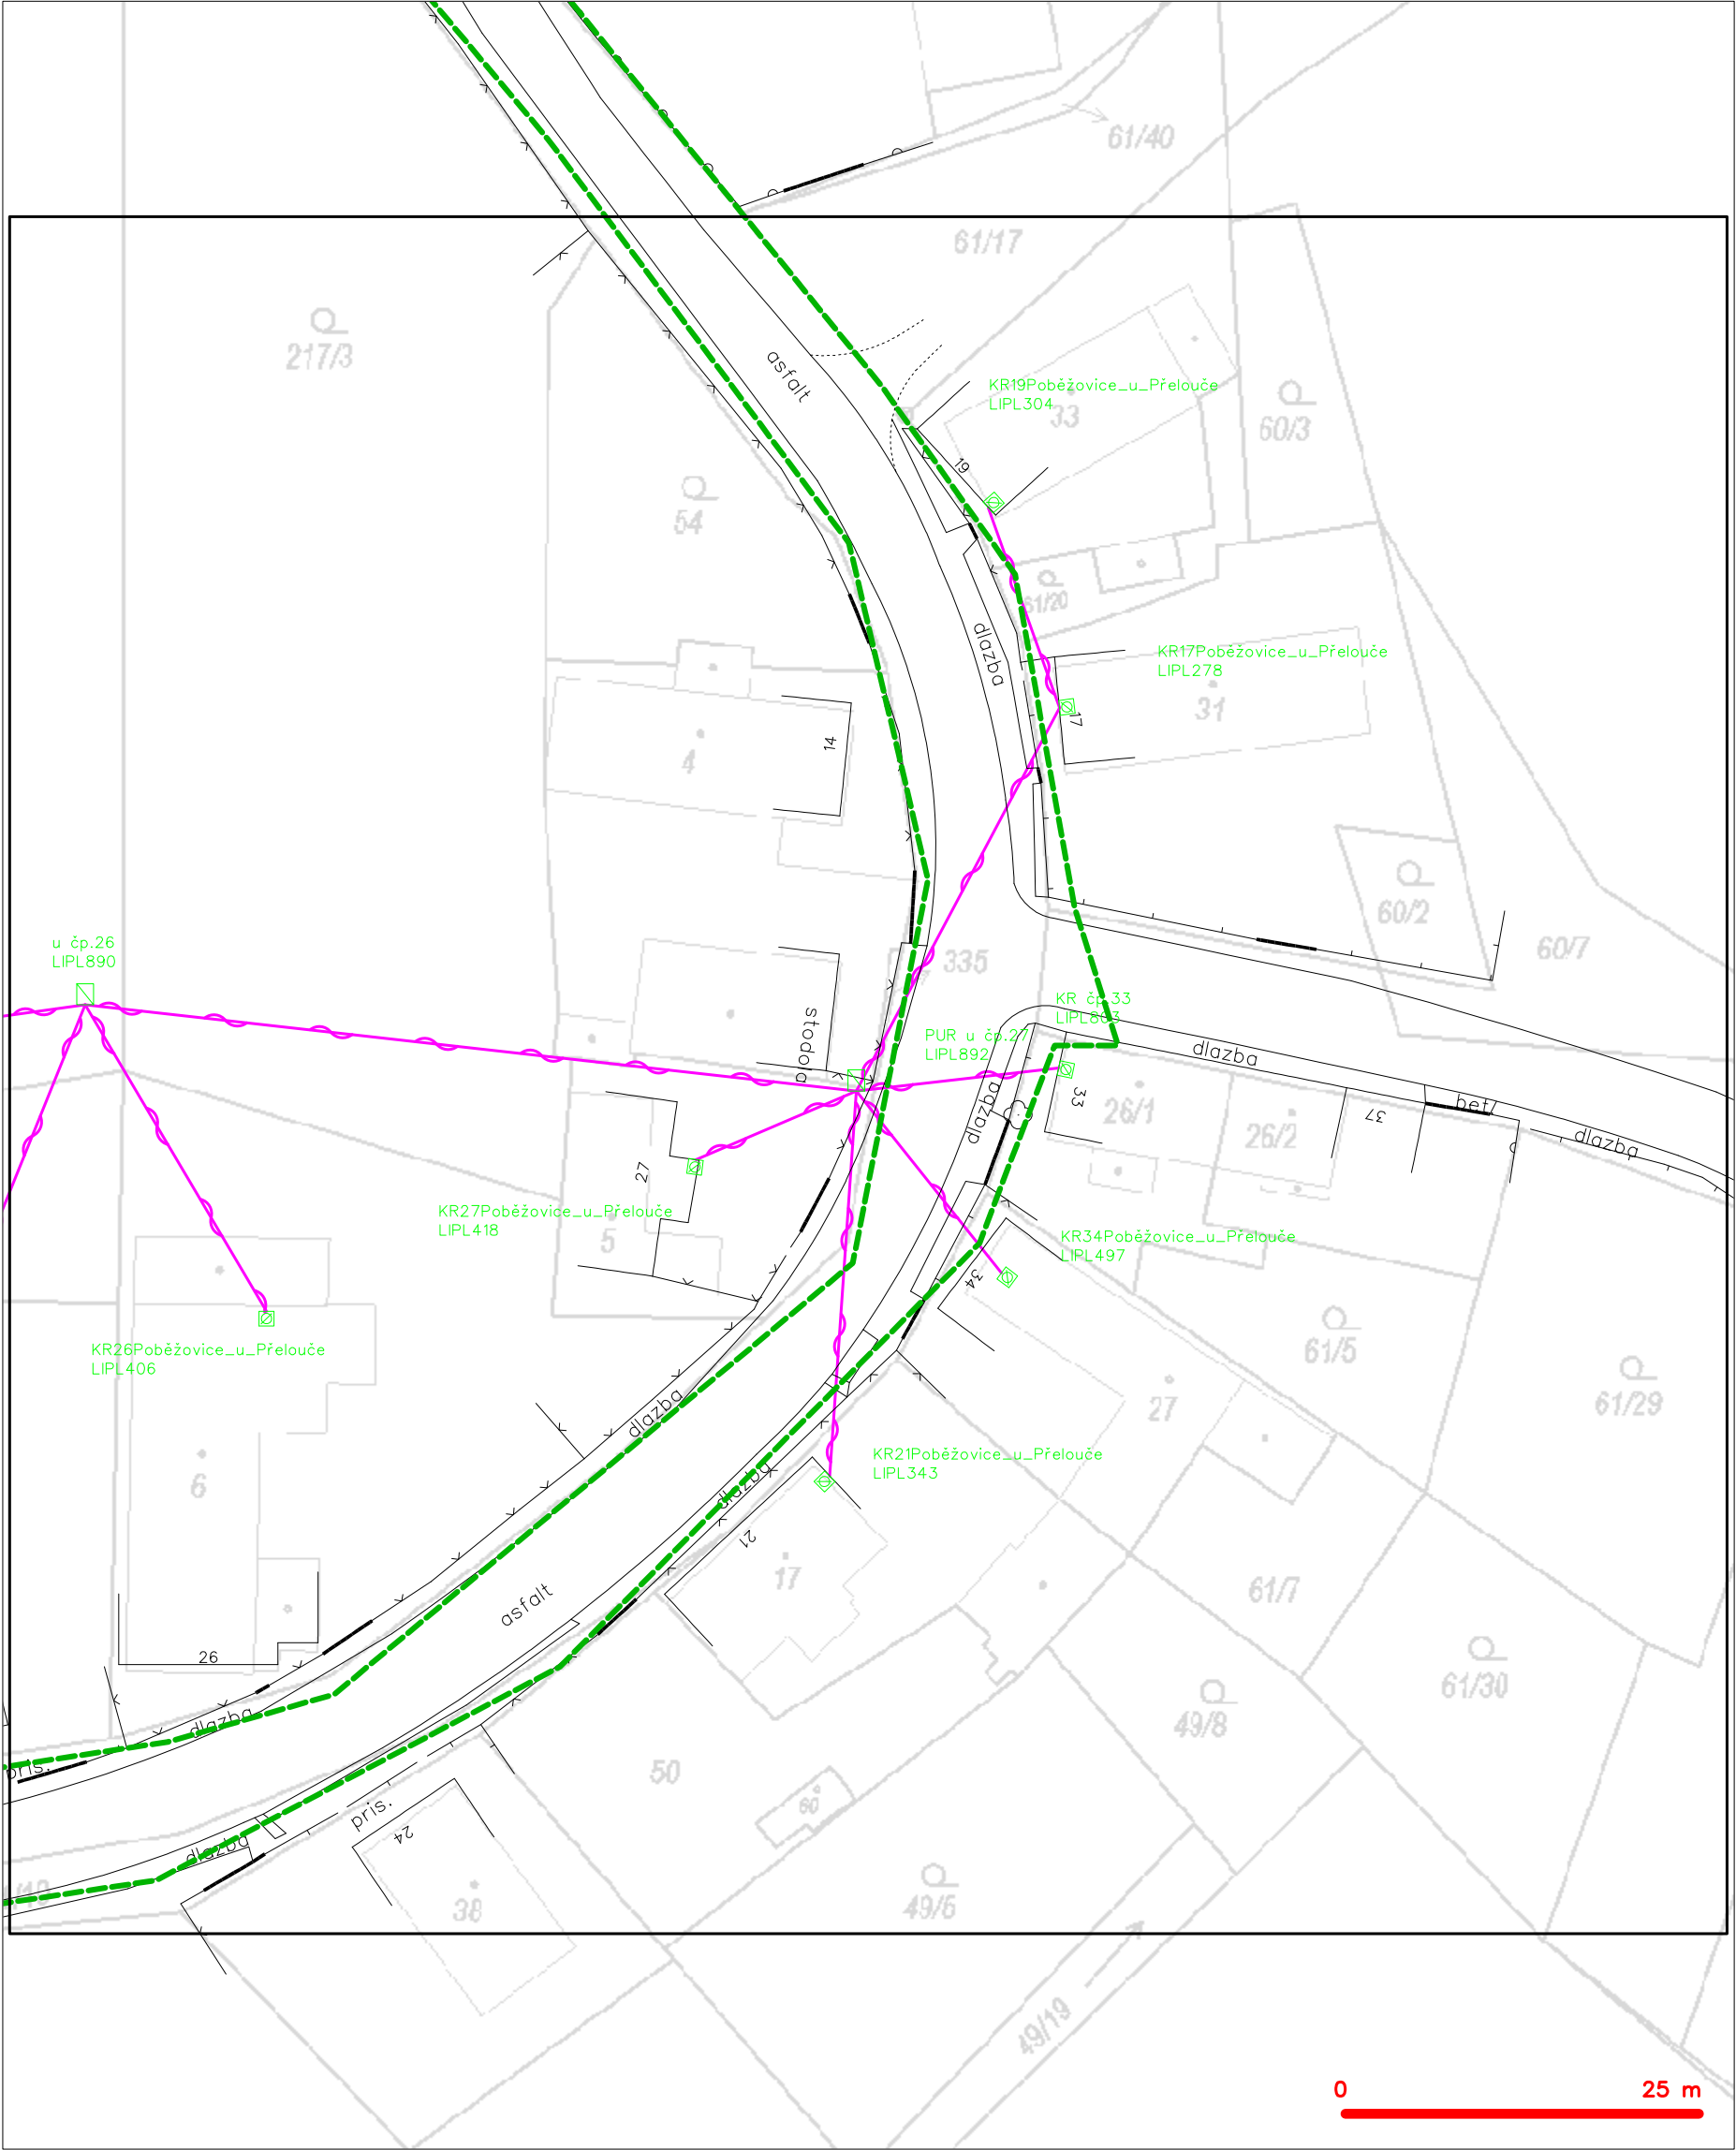 61/40
61/17
217/3
asfalt
KR19Poběžovice_u_Přelouče
LIPL304
33
60/3
19
54
61/20
dlazba
KR17Poběžovice_u_Přelouče
LIPL278
31
17
14
4
60/2
60/7
u čp.26
LIPL890
335
KR čp.33
LIPL803
stodola
PUR u čp.27
LIPL892
dlazba
33
26/1
26/2
37
bet.
dlazba
dlazba
27
KR27Poběžovice_u_Přelouče
LIPL418
5
KR34Poběžovice_u_Přelouče
LIPL497
34
61/5
KR26Poběžovice_u_Přelouče
LIPL406
61/29
27
dlazba
KR21Poběžovice_u_Přelouče
LIPL343
6
dlazba
21
17
61/7
asfalt
26
61/30
49/8
dlazba
pris.
50
60
pris.
24
dlazba
49/6
38
49/19
0 25 m